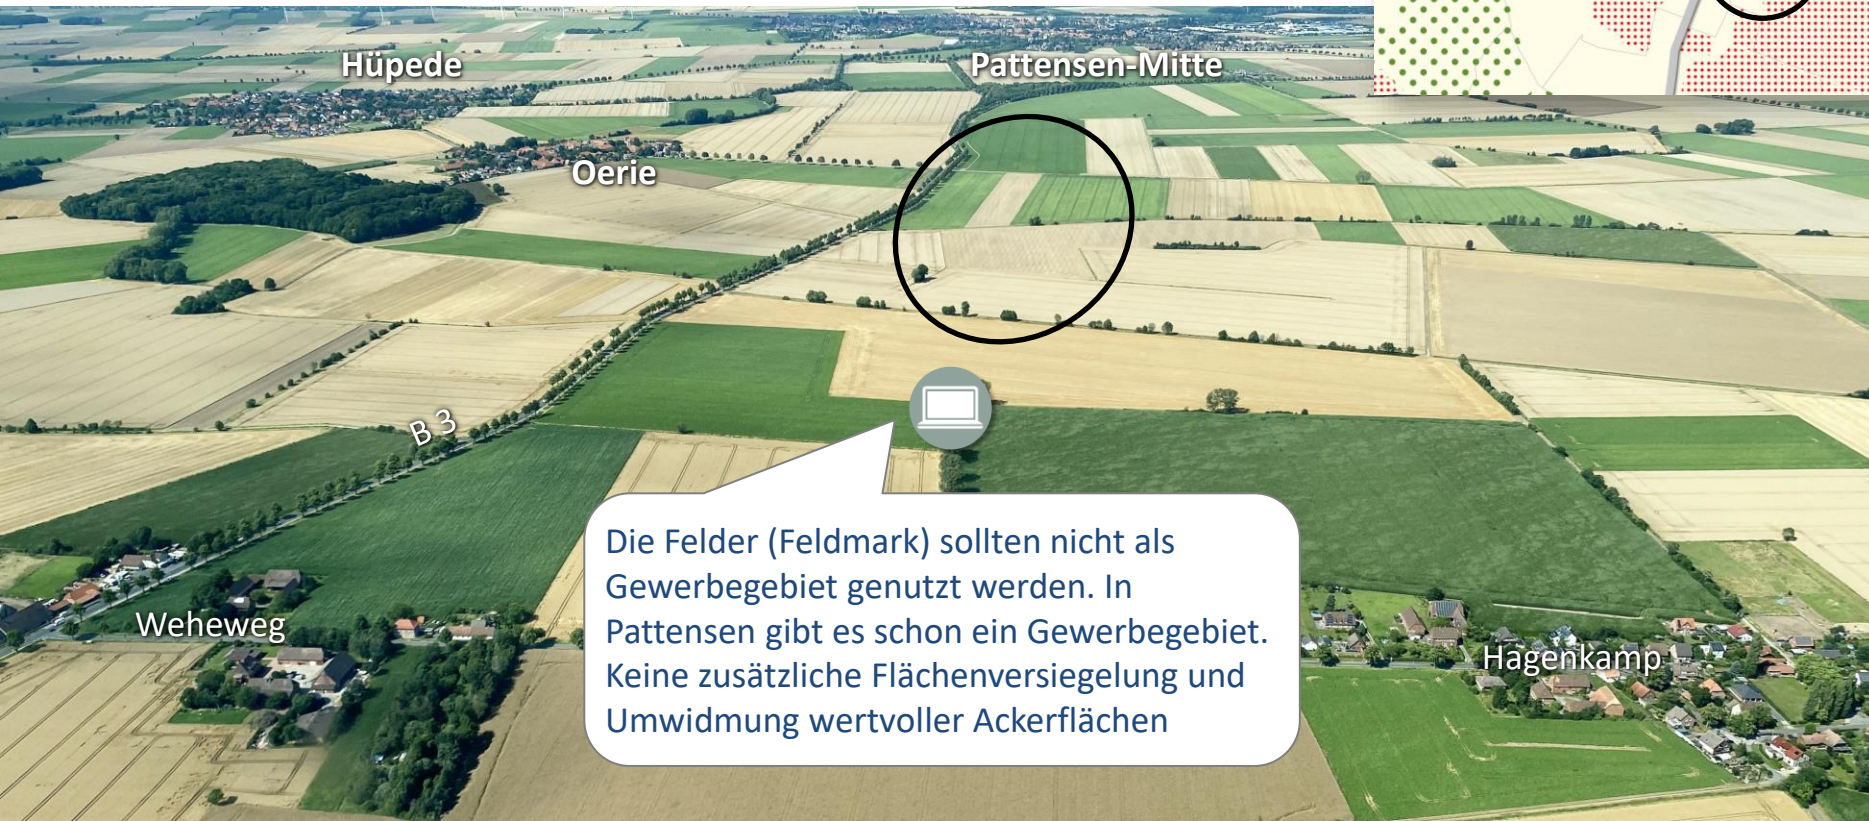 Hüpede
Pattensen-Mitte
Oerie
B 3
Die Felder (Feldmark) sollten nicht als
Gewerbegebiet genutzt werden. In
Pattensen gibt es schon ein Gewerbegebiet.
Keine zusätzliche Flächenversiegelung und
Umwidmung wertvoller Ackerflächen
Weheweg
Hagenkamp